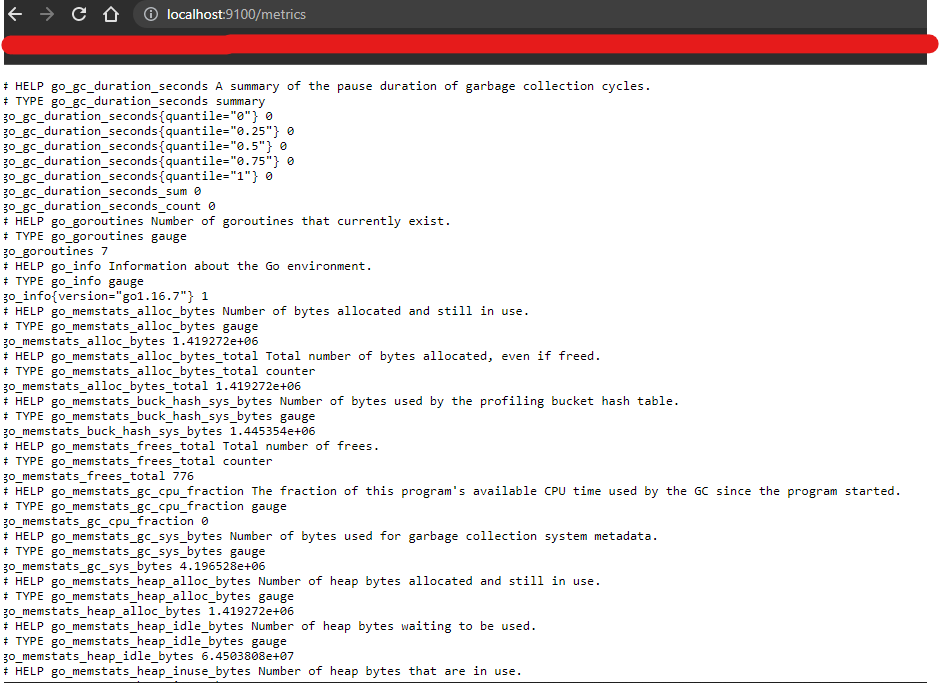 localhost:9100/metrics
# HELP go_gc_duration_seconds A summary of the pause duration of garbage collection cycles.
# TYPE go_gc_duration_seconds summary
go_gc_duration_seconds{quantile="0"} 0
go_gc_duration_seconds{quantile="0.25"} 0
go_gc_duration_seconds{quantile="0.5"} 0
go_gc_duration_seconds{quantile="0.75"} 0
go_gc_duration_seconds{quantile="1"} 0
go_gc_duration_seconds_sum 0
go_gc_duration_seconds_count 0
# HELP go_goroutines Number of goroutines that currently exist.
# TYPE go_goroutines gauge
go_goroutines 7
# HELP go_info Information about the Go environment.
# TYPE go_info gauge
go_info{version="go1.16.7"} 1
# HELP go_memstats_alloc_bytes Number of bytes allocated and still in use.
# TYPE go_memstats_alloc_bytes gauge
go_memstats_alloc_bytes 1.419272e+06
# HELP go_memstats_alloc_bytes_total Total number of bytes allocated, even if freed.
# TYPE go_memstats_alloc_bytes_total counter
go_memstats_alloc_bytes_total 1.419272e+06
# HELP go_memstats_buck_hash_sys_bytes Number of bytes used by the profiling bucket hash table.
# TYPE go_memstats_buck_hash_sys_bytes gauge
go_memstats_buck_hash_sys_bytes 1.445354e+06
# HELP go_memstats_frees_total Total number of frees.
# TYPE go_memstats_frees_total counter
go_memstats_frees_total 776
# HELP go_memstats_gc_cpu_fraction The fraction of this program's available CPU time used by the GC since the program started.
# TYPE go_memstats_gc_cpu_fraction gauge
go_memstats_gc_cpu_fraction 0
# HELP go_memstats_gc_sys_bytes Number of bytes used for garbage collection system metadata.
# TYPE go_memstats_gc_sys_bytes gauge
go_memstats_gc_sys_bytes 4.196528e+06
# HELP go_memstats_heap_alloc_bytes Number of heap bytes allocated and still in use.
# TYPE go_memstats_heap_alloc_bytes gauge
go_memstats_heap_alloc_bytes 1.419272e+06
# HELP go_memstats_heap_idle_bytes Number of heap bytes waiting to be used.
# TYPE go_memstats_heap_idle_bytes gauge
go_memstats_heap_idle_bytes 6.4503808e+07
# HELP go_memstats_heap_inuse_bytes Number of heap bytes that are in use.